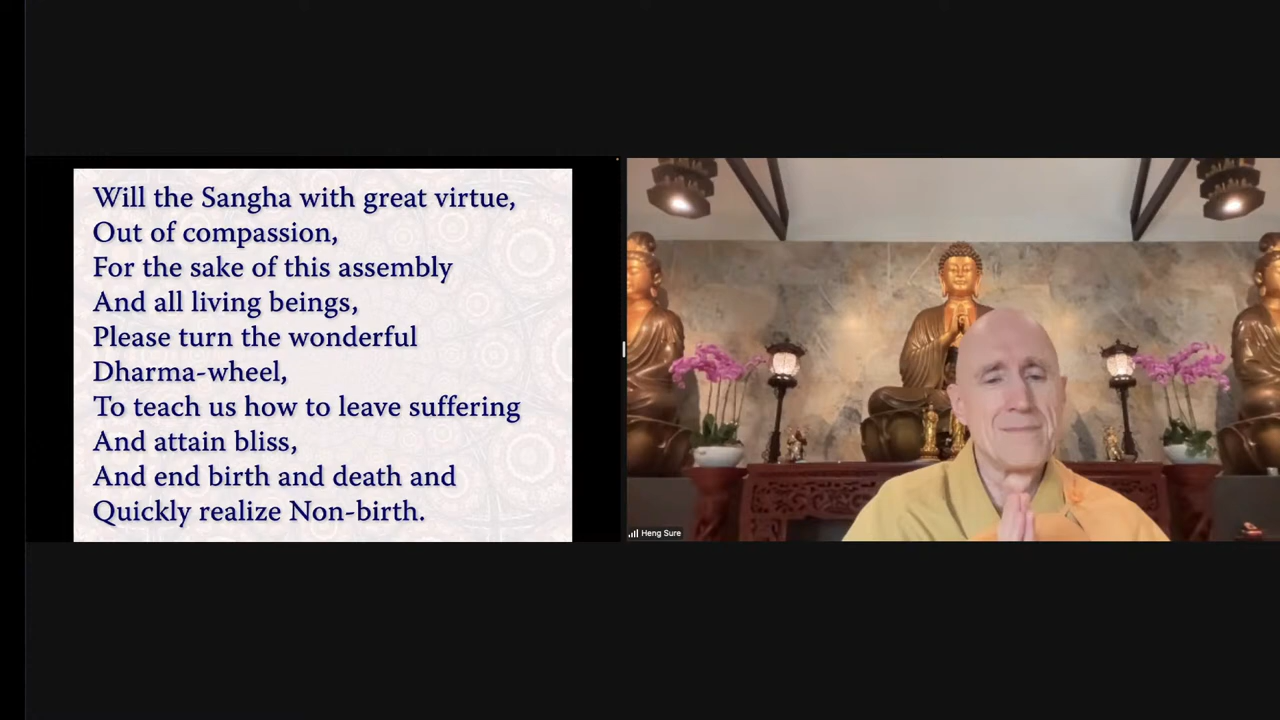 Will the Sangha with great virtue,
Out of compassion,
For the sake of this assembly
And all living beings,
Please turn the wonderful
Dharma-wheel,
To teach us how to leave suffering
And attain bliss,
And end birth and death and
Quickly realize Non-birth.
Heng Sure